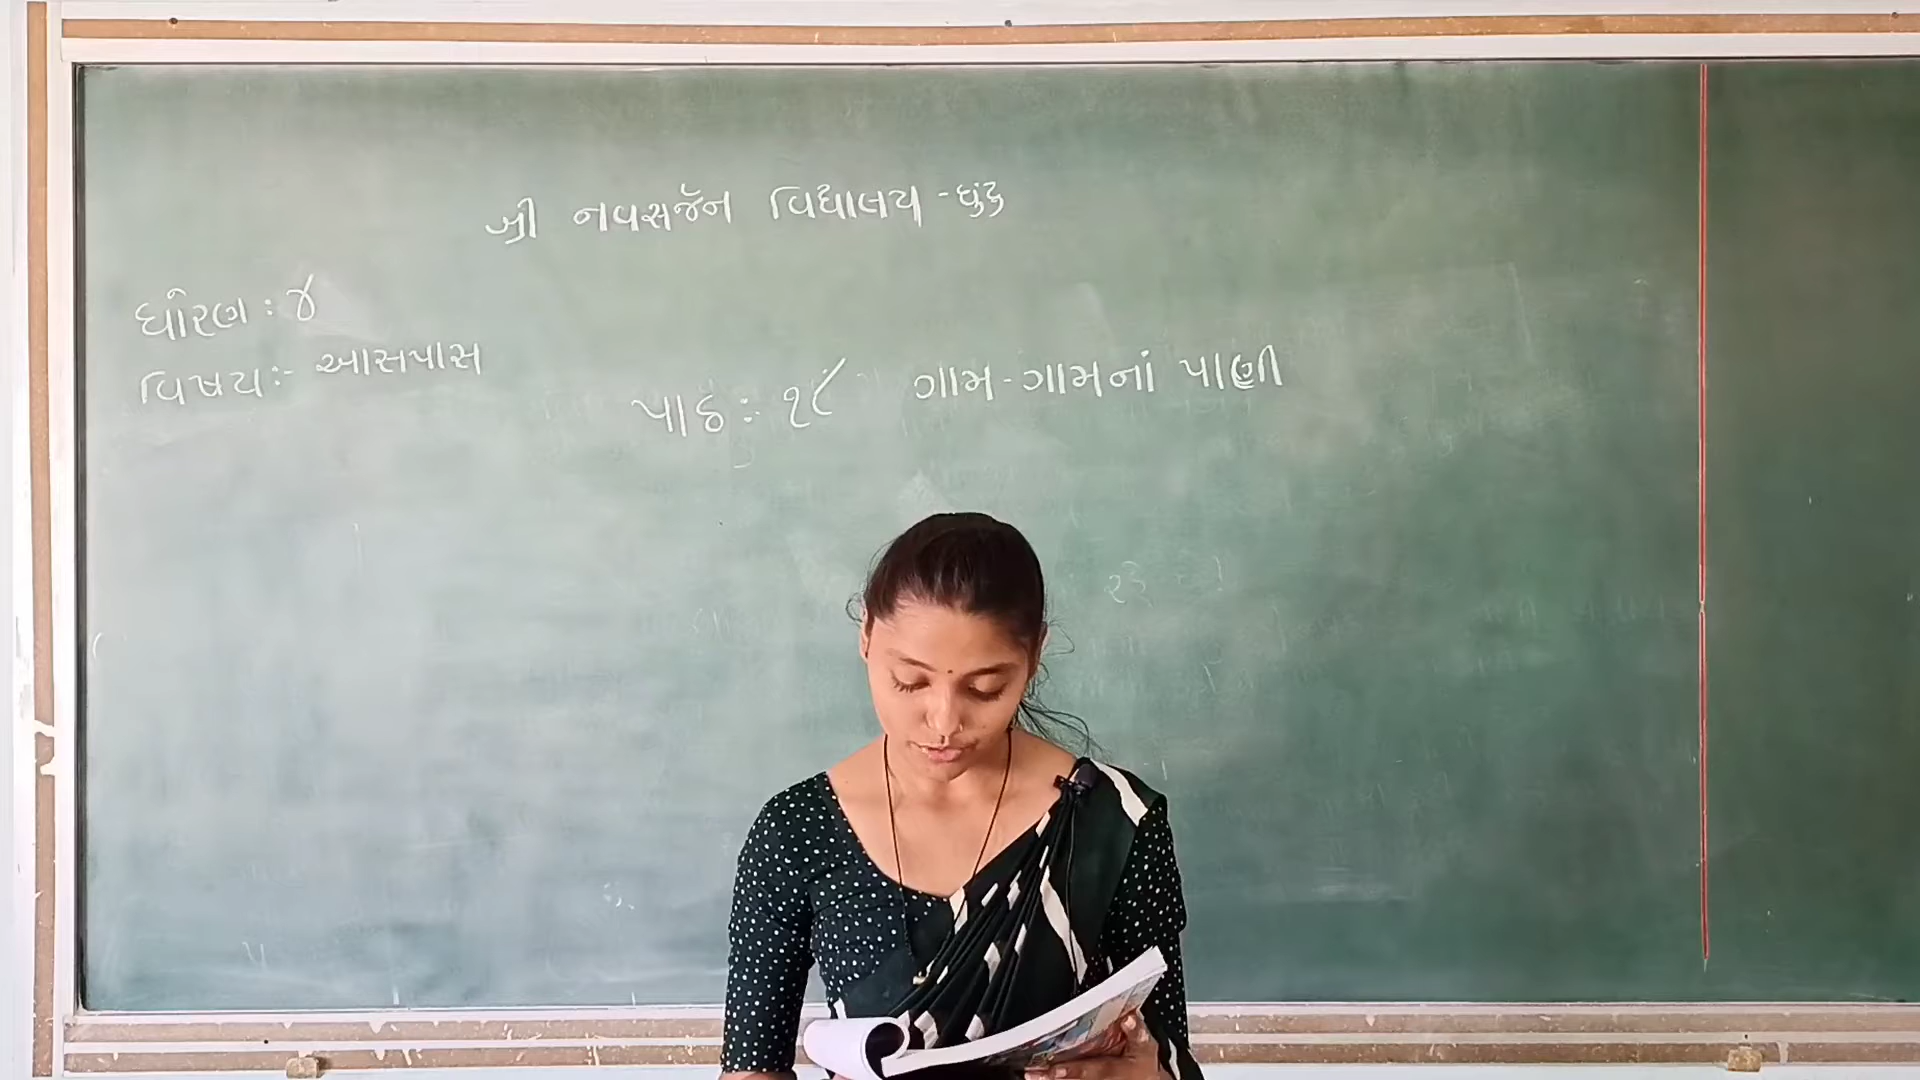 શ્રી નવસર્જન વિદ્યાલય - ઘુંટુ
ધોરણ : ૪
વિષય :- આસપાસ
પાઠ : ૧૮ ગામ - ગામનાં પાણી